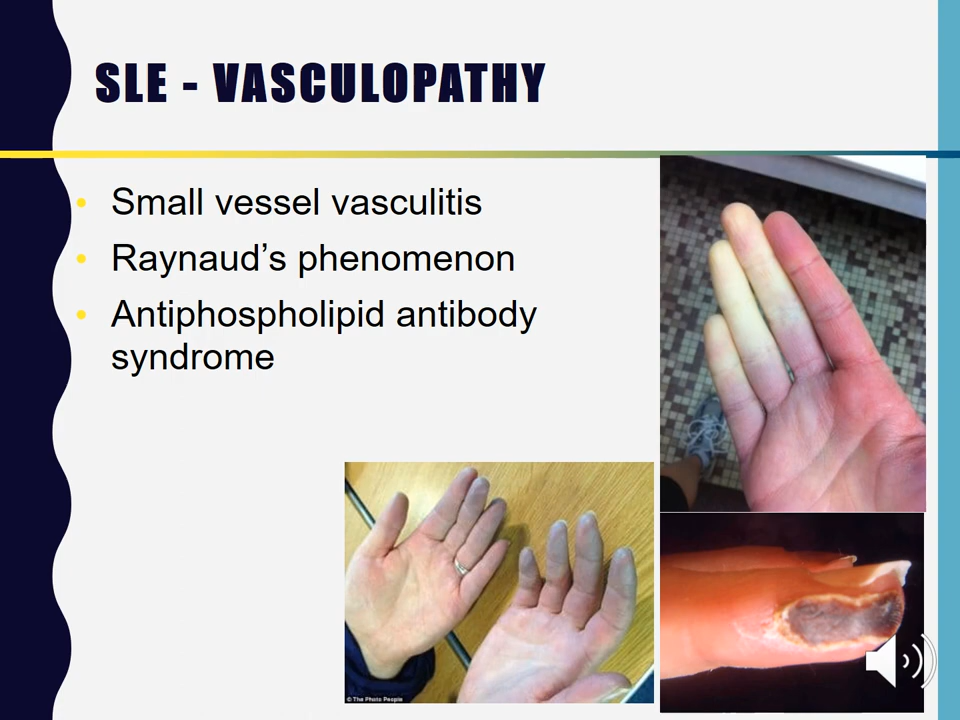 SLE - VASCULOPATHY
• Small vessel vasculitis
• Raynaud’s phenomenon
• Antiphospholipid antibody
syndrome
© The Photo People